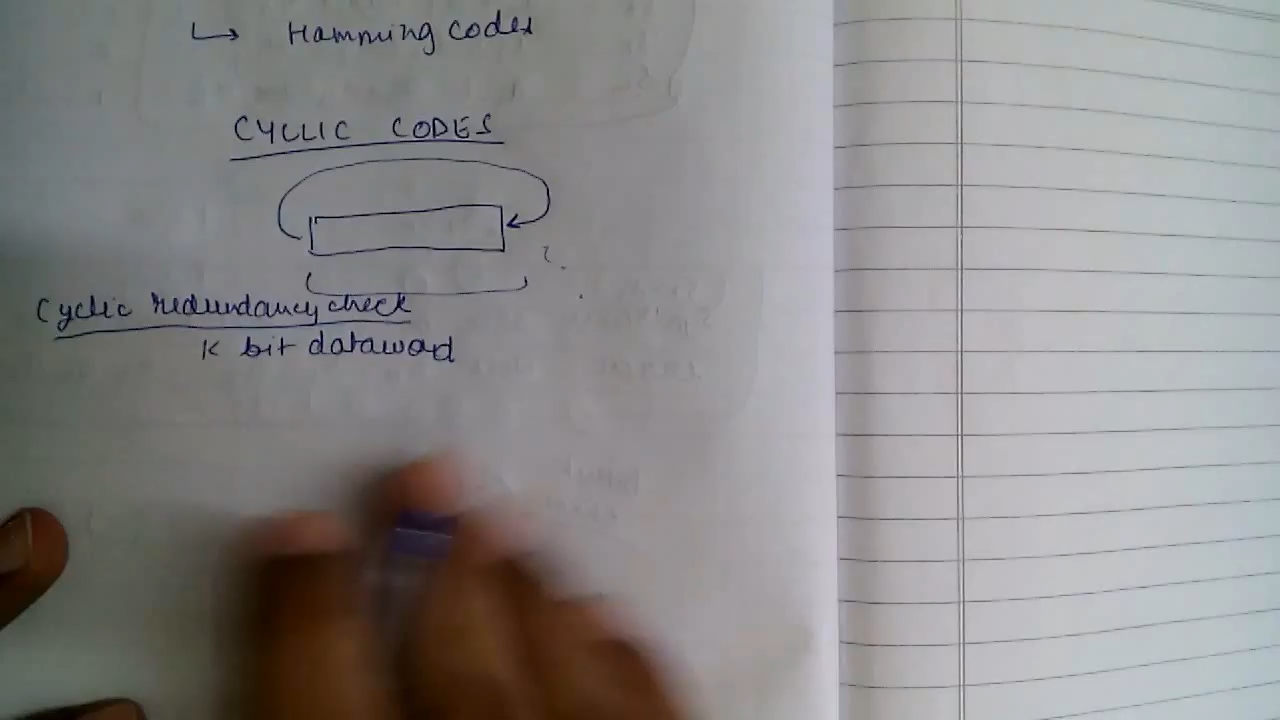 ↳ Hamming codes
CYCLIC CODES
Cyclic redundancy check
K bit dataword